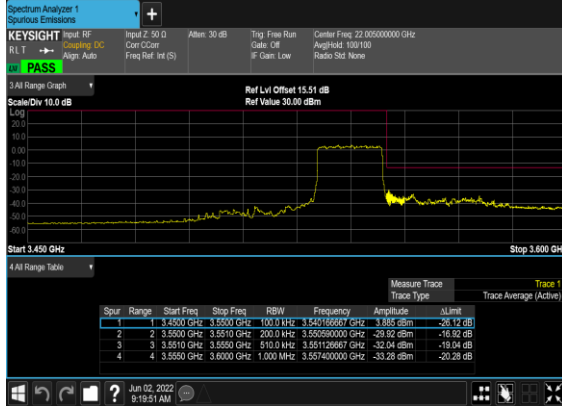 Spectrum Analyzer 1
Spurious Emissions
KEYSIGHT Input: RF Input Z: 50 Ω Atten: 30 dB Trig: Free Run Center Freq: 22.005000000 GHz
RLT Coupling: DC Corr CCorr Gate: Off Avg|Hold: 100/100
Align: Auto Freq Ref: Int (S) IF Gain: Low Radio Std: None
PASS
3 All Range Graph Ref Lvl Offset 15.51 dB
Scale/Div 10.0 dB Ref Value 30.00 dBm
Log
20.0
10.0
0.00
-10.0
-20.0
-30.0
-40.0
-50.0
-60.0
Start 3.450 GHz Stop 3.600 GH
4 All Range Table
Measure Trace Trace 1
Trace Type Trace Average (Active)
Spur Range Start Freq Stop Freq RBW Frequency Amplitude ΔLimit
1 1 3.4500 GHz 3.5500 GHz 100.0 kHz 3.540166667 GHz 3.885 dBm -26.12 dB
2 2 3.5500 GHz 3.5510 GHz 200.0 kHz 3.550590000 GHz -29.92 dBm -16.92 dB
3 3 3.5510 GHz 3.5550 GHz 510.0 kHz 3.551126667 GHz -32.04 dBm -19.04 dB
4 4 3.5550 GHz 3.6000 GHz 1.000 MHz 3.557400000 GHz -33.28 dBm -20.28 dB
? Jun 02, 2022
9:19:51 AM